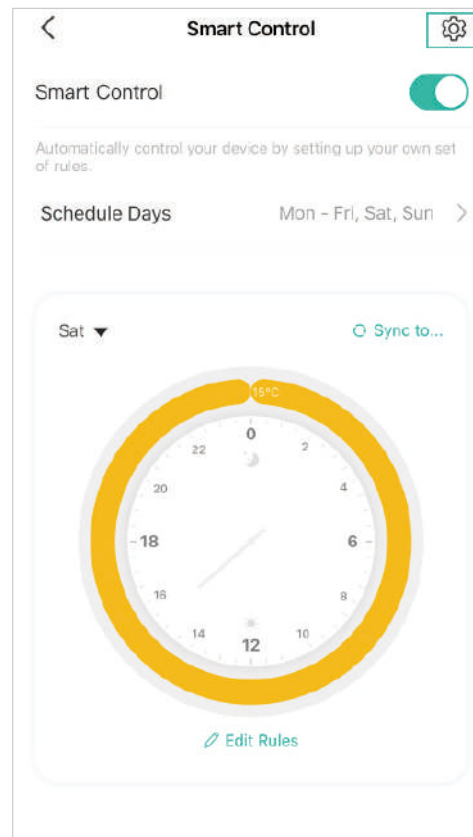 Smart Control
Smart Control
Automatically control your device by setting up your own set
of rules.
Schedule Days Mon - Fri, Sat, Sun
Sat Sync to...
15°C
0
22 2
20 4
18 6
16 8
14 10
12
Edit Rules